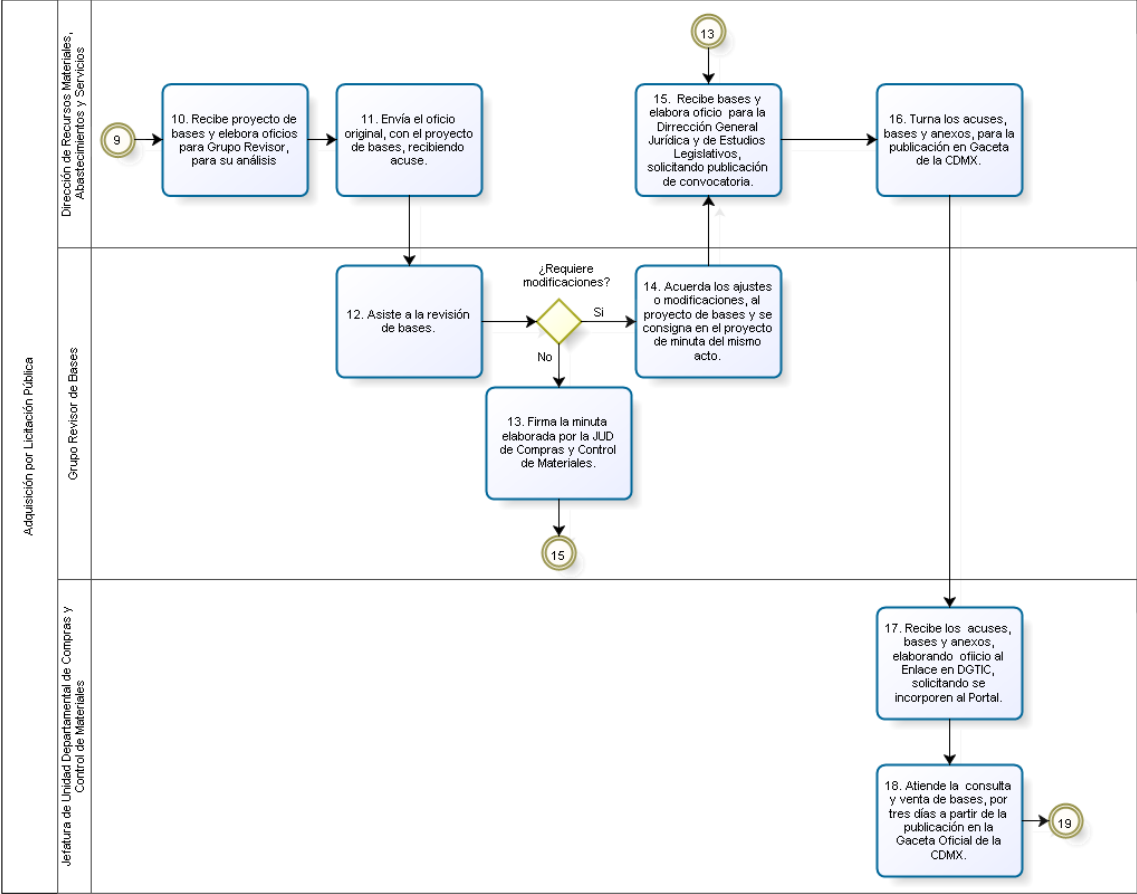 Adquisición por Licitación Pública
Dirección de Recursos Materiales,
Abastecimientos y Servicios
9
10. Recibe proyecto de
bases y elebora oficios
para Grupo Revisor,
para su análisis
11. Envía el oficio
original, con el proyecto
de bases, recibiendo
acuse.
13
15. Recibe bases y
elabora oficio para la
Dirrección General
Jurídica y de Estudios
Legislativos,
solicitando publicación
de convocatoria.
16. Turna los acuses,
bases y anexos, para la
publicación en Gaceta
de la CDMX.
Grupo Revisor de Bases
12. Asiste a la revisión
de bases.
¿Requiere
modificaciones?
Si
No
14. Acuerda los ajustes
o modificaciones, al
proyecto de bases y se
consigna en el proyecto
de minuta del mismo
acto.
13. Firma la minuta
elaborada por la JUD
de Compras y Control
de Materiales.
15
Jefatura de Unidad Departamental de Compras y
Control de Materiales
17. Recibe los acuses,
bases y anexos,
elaborando ofiicio al
Enlace en DGTIC,
solicitando se
incorporen al Portal.
18. Atiende la consulta
y venta de bases, por
tres días a partir de la
publicación en la
Gaceta Oficial de la
CDMX.
19